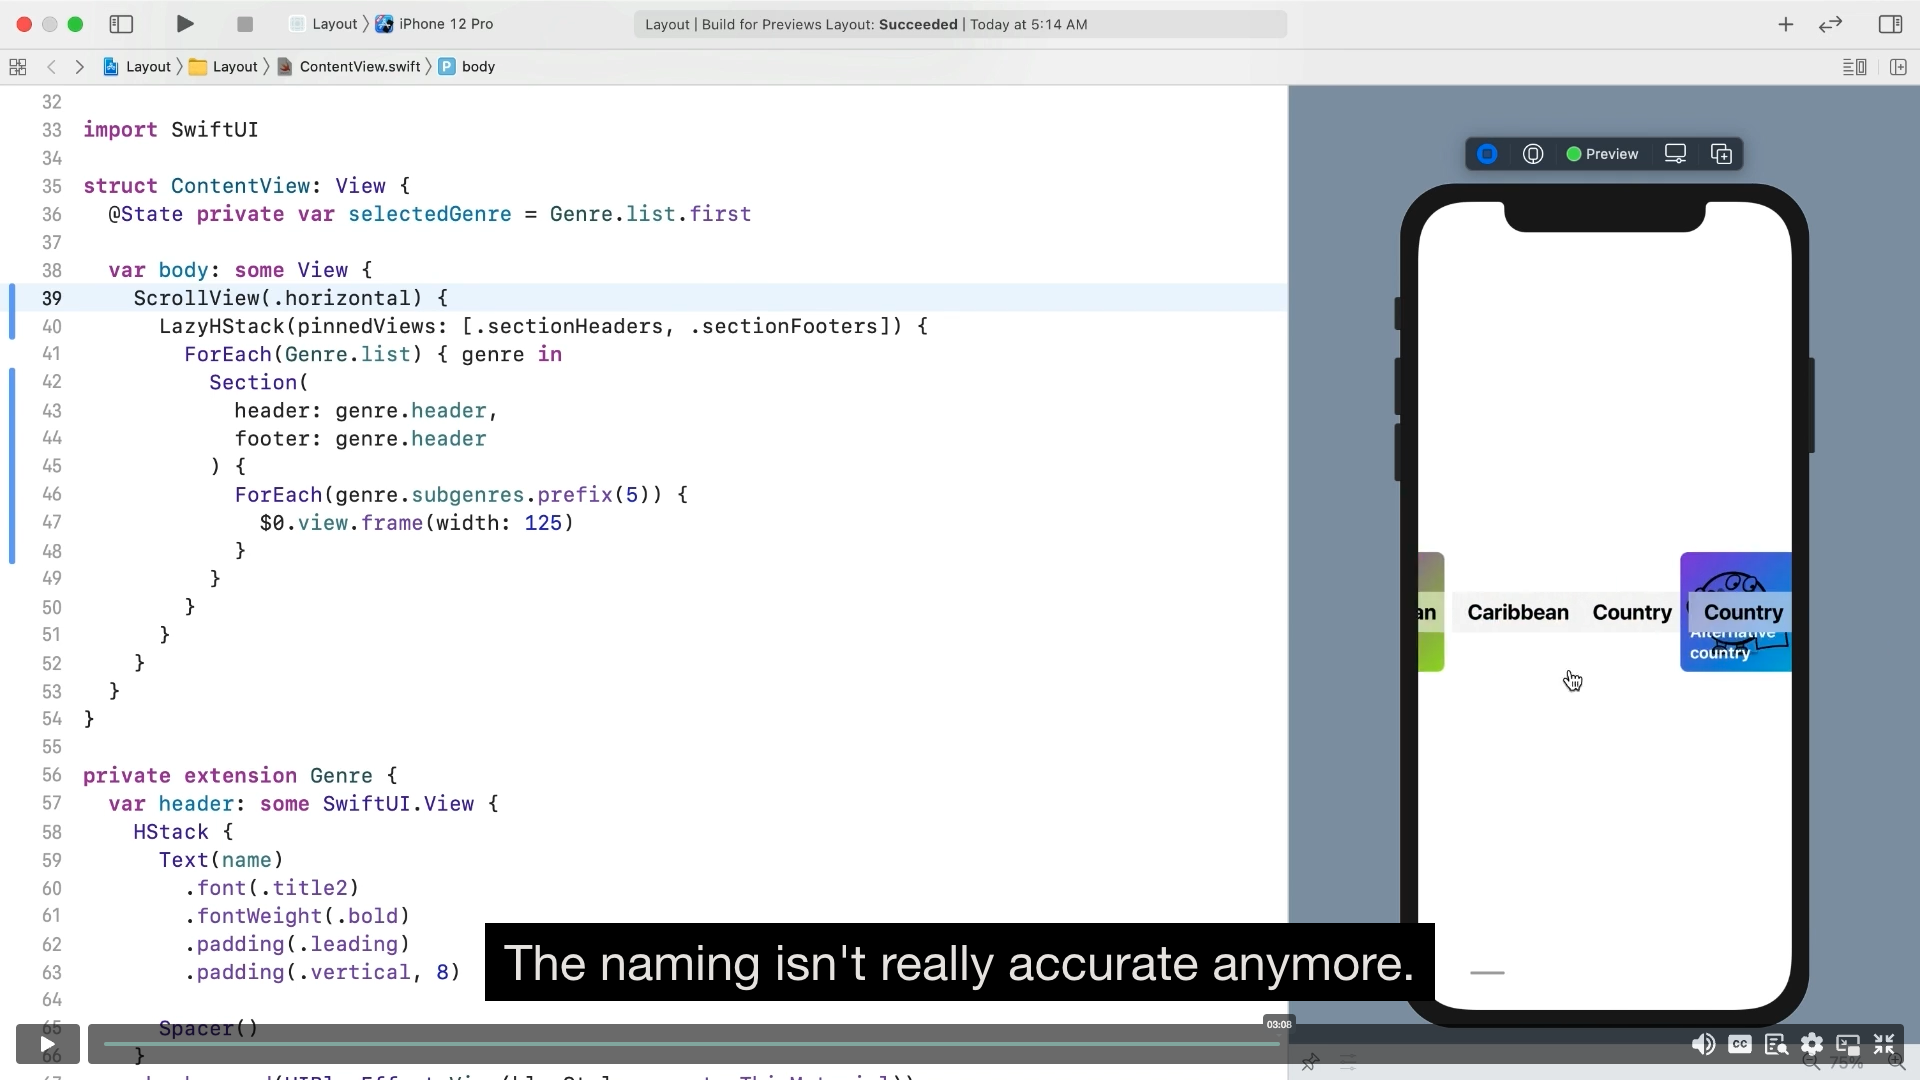 Layout
iPhone 12 Pro
Layout | Build for Previews Layout: Succeeded | Today at 5:14 AM
Layout
Layout
ContentView.swift
P
body
32
33 import SwiftUI
34
35 struct ContentView: View {
36 @State private var selectedGenre = Genre.list.first
37
38 var body: some View {
39 ScrollView(.horizontal) {
40 LazyHStack(pinnedViews: [.sectionHeaders, .sectionFooters]) {
41 ForEach(Genre.list) { genre in
42 Section(
43 header: genre.header,
44 footer: genre.header
45 ) {
46 ForEach(genre.subgenres.prefix(5)) {
47 $0.view.frame(width: 125)
48 }
49 }
50 }
51 }
52 }
53 }
54 }
55
56 private extension Genre {
57 var header: some SwiftUI.View {
58 HStack {
59 Text(name)
60 .font(.title2)
61 .fontWeight(.bold)
62 .padding(.leading)
63 .padding(.vertical, 8)
64
65 Spacer()
66 }
Preview
an
Caribbean
Country
Country
Alternative
country
The naming isn't really accurate anymore.
03:08
CC
75%